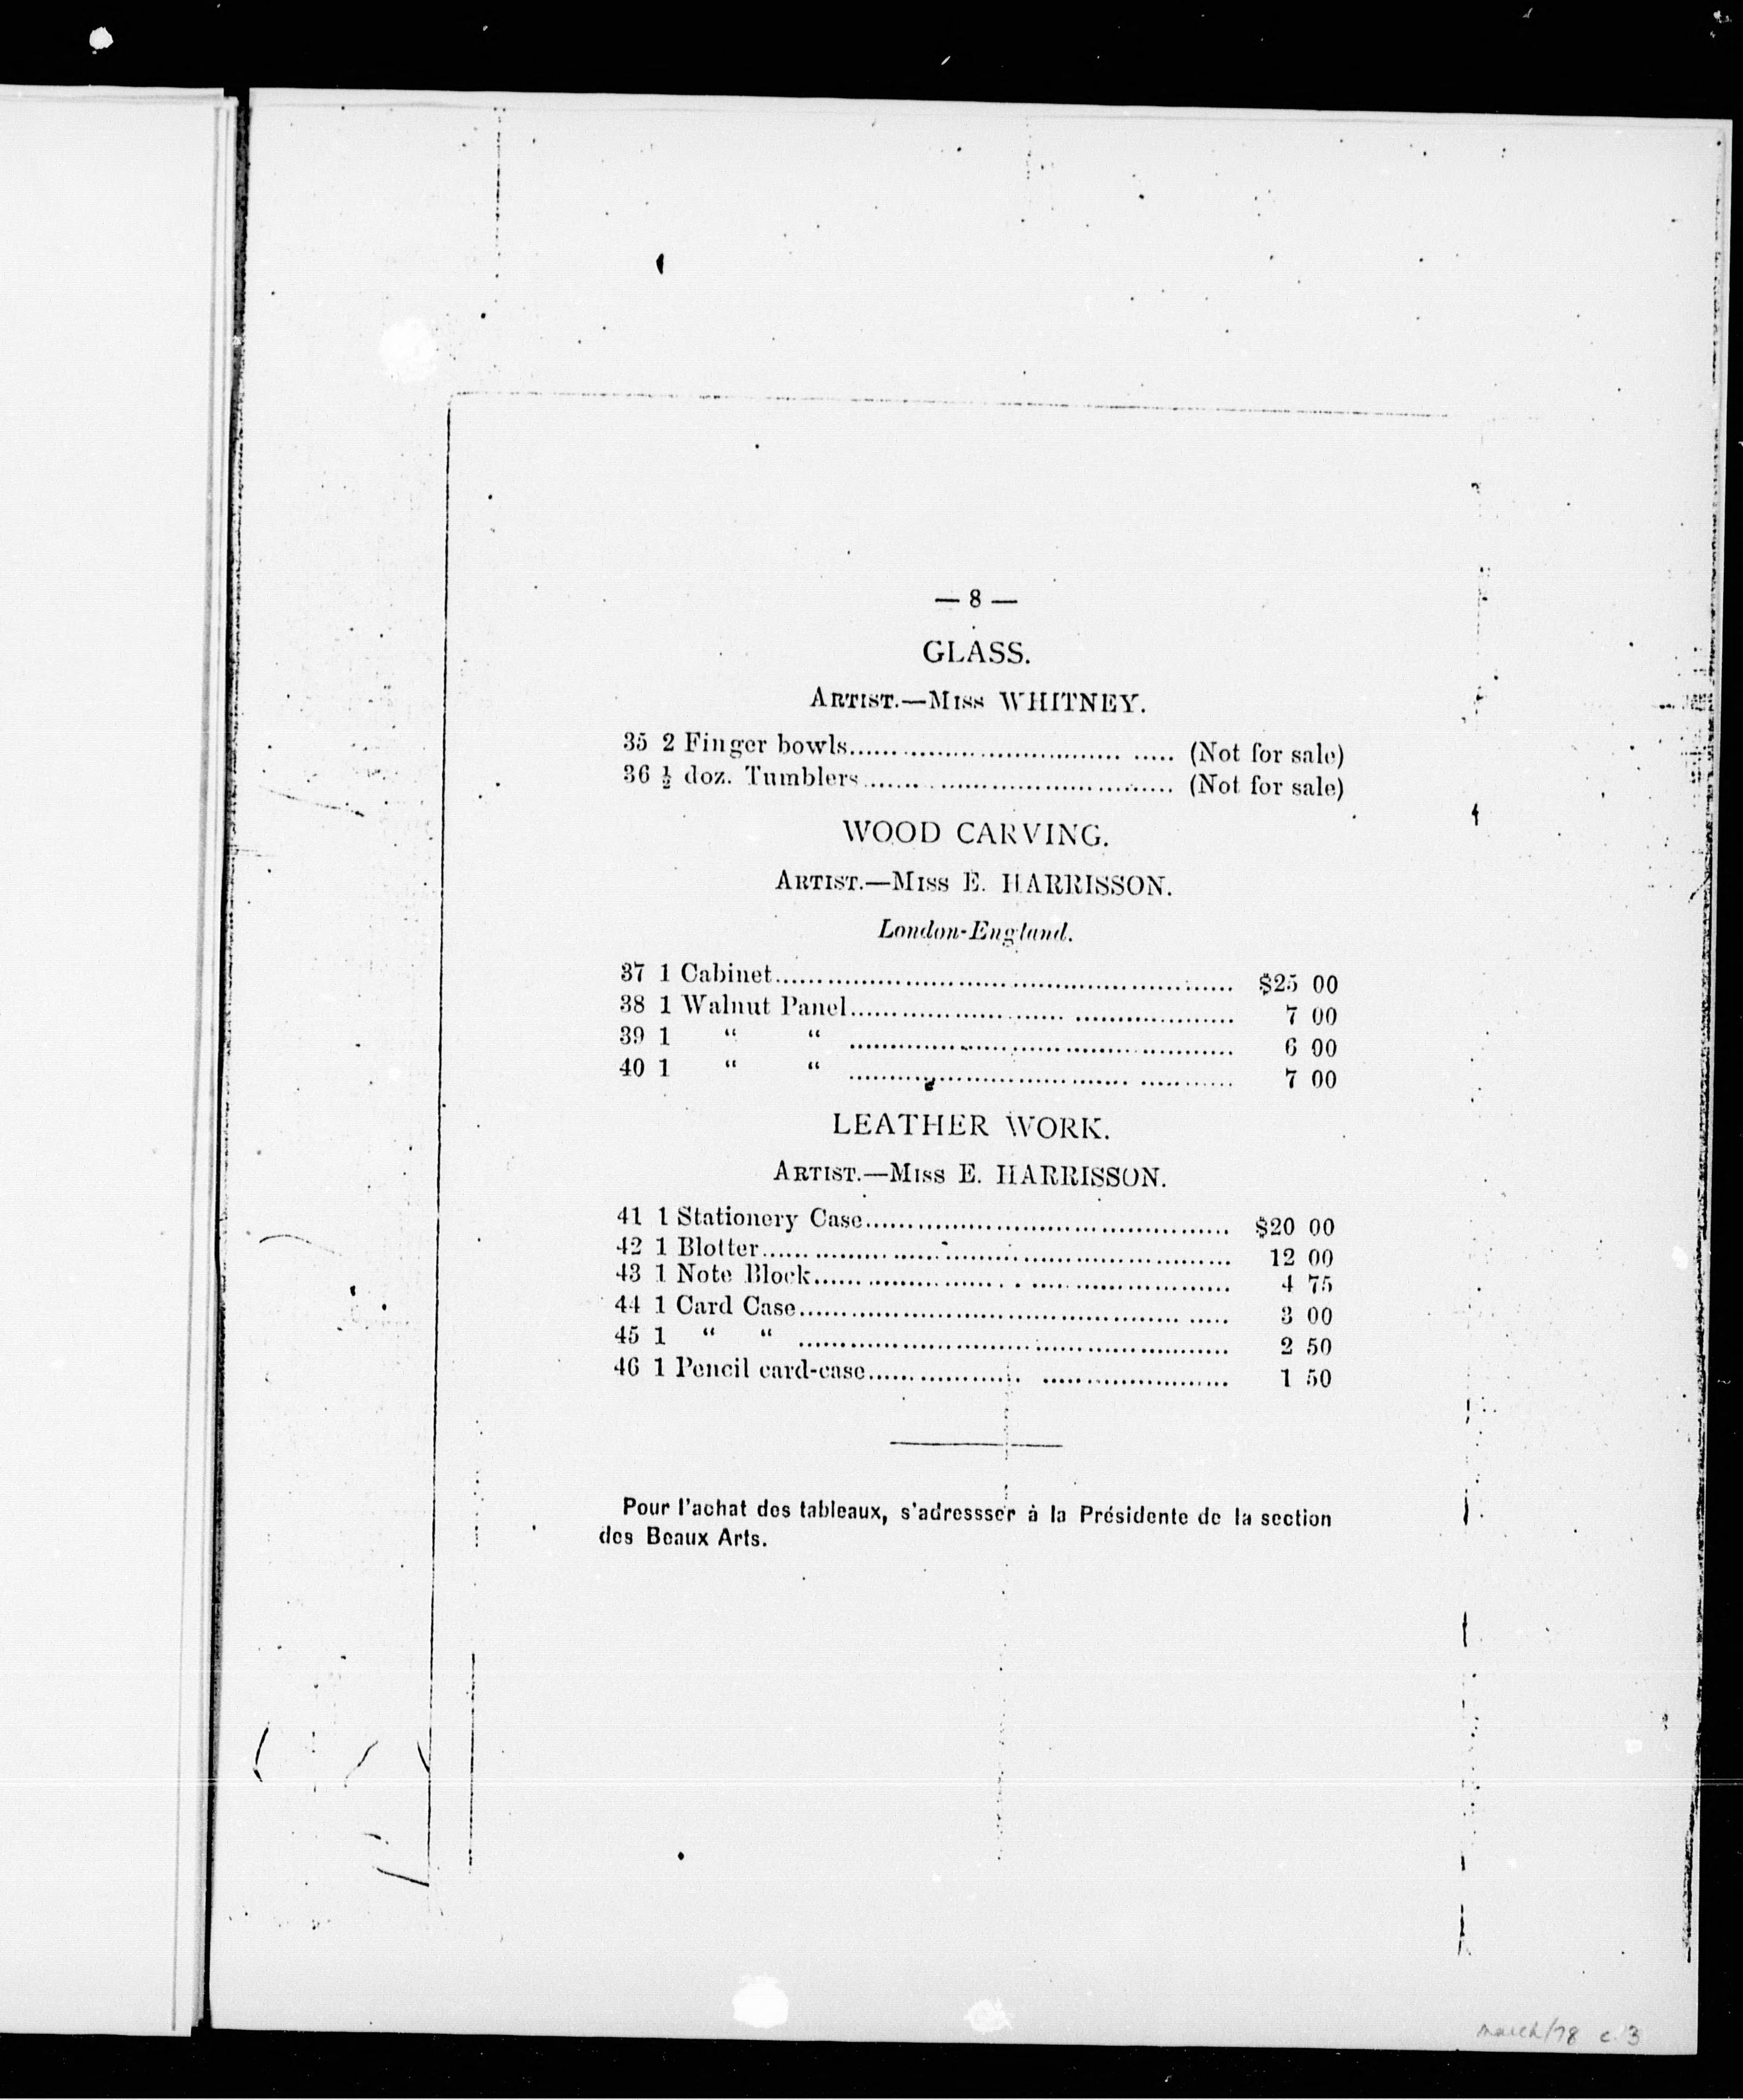 — 8 —
GLASS.
ARTIST.—MISS WHITNEY.
35 2 Finger bowls.......................................... (Not for sale)
36 ½ doz. Tumblers....................................... (Not for sale)
WOOD CARVING.
ARTIST.—MISS E. HARRISSON.
London-England.
37 1 Cabinet.......................................................... $25 00
38 1 Walnut Panel................................................ 7 00
39 1 “ “ ................................................ 6 00
40 1 “ “ ................................................ 7 00
LEATHER WORK.
ARTIST.—MISS E. HARRISSON.
41 1 Stationery Case.............................................. $20 00
42 1 Blotter........................................................... 12 00
43 1 Note Block..................................................... 4 75
44 1 Card Case...................................................... 3 00
45 1 “ “ ...................................................... 2 50
46 1 Pencil card-case............................................. 1 50
Pour l'achat des tableaux, s'adressser à la Présidente de la section
des Beaux Arts.
march/78 c. 3